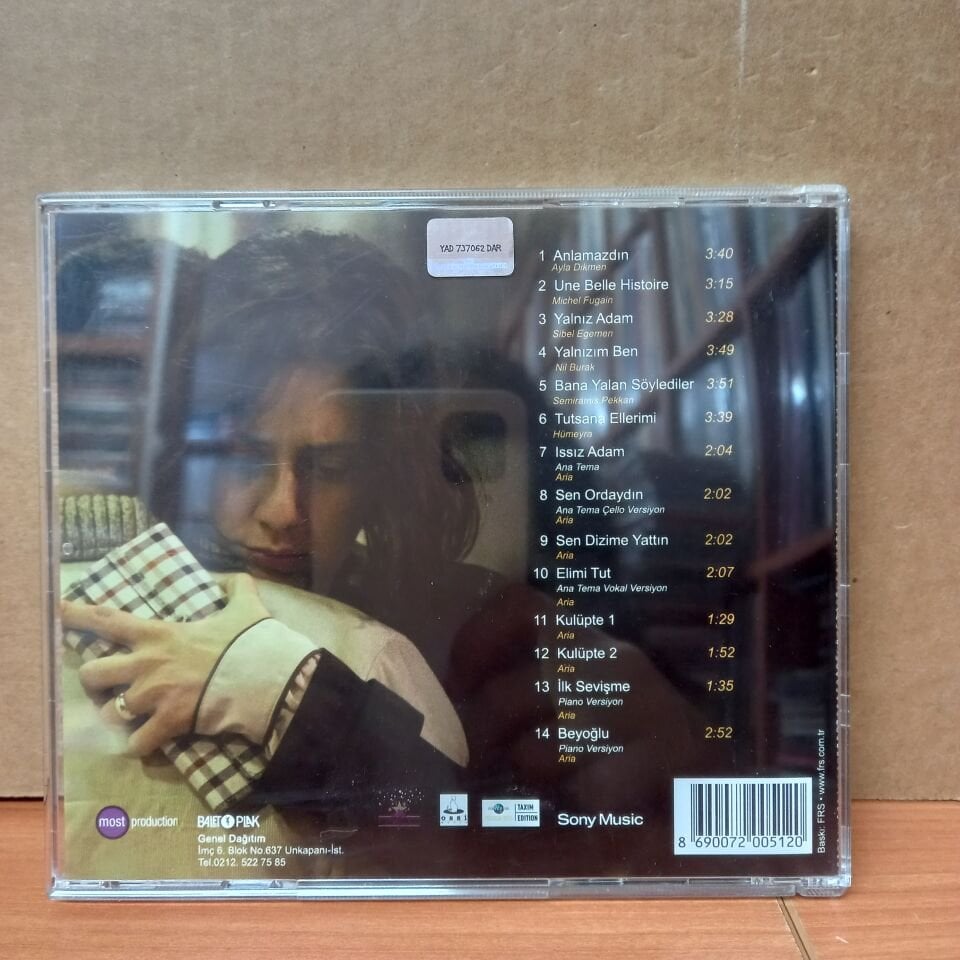 YAD 737062 DAR
1 Anlamazdın 3:40
Ayla Dikmen
2 Une Belle Histoire 3:15
Michel Fugain
3 Yalnız Adam 3:28
Sibel Egemen
4 Yalnızım Ben 3:49
Nil Burak
5 Bana Yalan Söylediler 3:51
Semiramis Pekkan
6 Tutsana Ellerimi 3:39
Hümeyra
7 Issız Adam 2:04
Ana Tema
Aria
8 Sen Ordaydın 2:02
Ana Tema Çello Versiyon
Aria
9 Sen Dizime Yattın 2:02
Aria
10 Elimi Tut 2:07
Ana Tema Vokal Versiyon
Aria
11 Kulüpte 1 1:29
Aria
12 Kulüpte 2 1:52
Aria
13 İlk Sevişme 1:35
Piano Versiyon
Aria
14 Beyoğlu 2:52
Piano Versiyon
Aria
most production
BALET PLAK
Genel Dağıtım
İmç 6. Blok No.637 Unkapanı-İst.
Tel.0212. 522 75 85
TAXIM
EDITION
Sony Music
8 690072 005120
Baskı: FRS • www.frs.com.tr